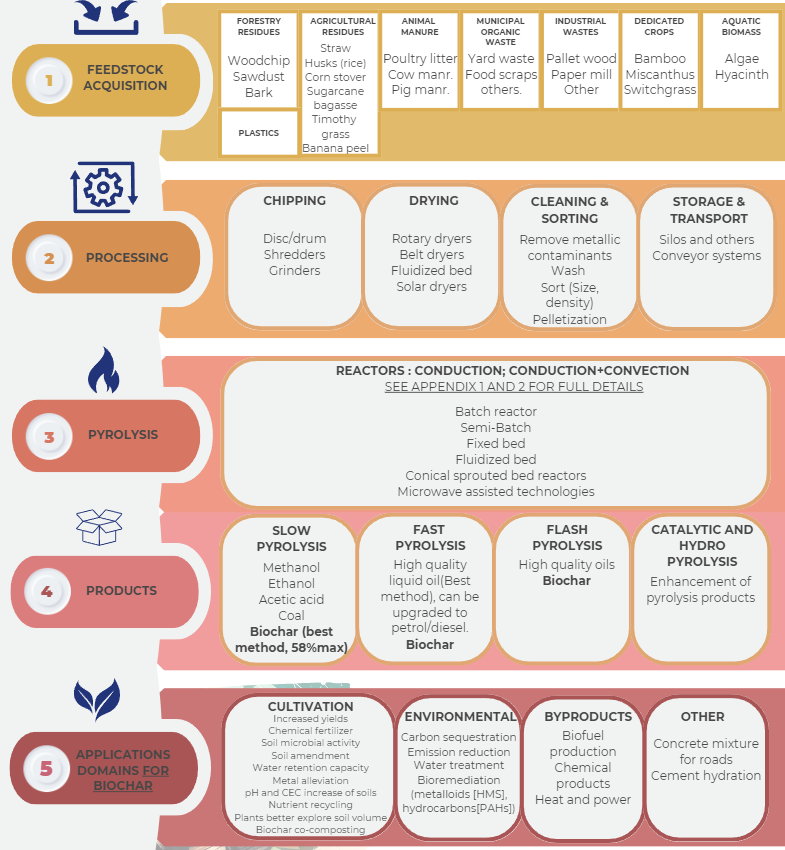 1
FEEDSTOCK
ACQUISITION
FORESTRY
RESIDUES
Woodchip
Sawdust
Bark
PLASTICS
AGRICULTURAL
RESIDUES
Straw
Husks (rice)
Corn stover
Sugarcane
bagasse
Timothy
grass
Banana peel
ANIMAL
MANURE
Poultry litter
Cow manr.
Pig manr.
MUNICIPAL
ORGANIC
WASTE
Yard waste
Food scraps
others.
INDUSTRIAL
WASTES
Pallet wood
Paper mill
Other
DEDICATED
CROPS
Bamboo
Miscanthus
Switchgrass
AQUATIC
BIOMASS
Algae
Hyacinth
2
PROCESSING
CHIPPING
Disc/drum
Shredders
Grinders
DRYING
Rotary dryers
Belt dryers
Fluidized bed
Solar dryers
CLEANING &
SORTING
Remove metallic
contaminants
Wash
Sort (Size,
density)
Pelletization
STORAGE &
TRANSPORT
Silos and others
Conveyor systems
3
PYROLYSIS
REACTORS : CONDUCTION; CONDUCTION+CONVECTION
SEE APPENDIX 1 AND 2 FOR FULL DETAILS
Batch reactor
Semi-Batch
Fixed bed
Fluidized bed
Conical sprouted bed reactors
Microwave assisted technologies
4
PRODUCTS
SLOW
PYROLYSIS
Methanol
Ethanol
Acetic acid
Coal
Biochar (best
method, 58%max)
FAST
PYROLYSIS
High quality
liquid oil(Best
method), can be
upgraded to
petrol/diesel.
Biochar
FLASH
PYROLYSIS
High quality oils
Biochar
CATALYTIC AND
HYDRO
PYROLYSIS
Enhancement of
pyrolysis products
5
APPLICATIONS
DOMAINS FOR
BIOCHAR
CULTIVATION
Increased yields
Chemical fertilizer
Soil microbial activity
Soil amendment
Water retention capacity
Metal alleviation
pH and CEC increase of soils
Nutrient recycling
Plants better explore soil volume
Biochar co-composting
ENVIRONMENTAL
Carbon sequestration
Emission reduction
Water treatment
Bioremediation
(metalloids [HMS],
hydrocarbons[PAHs])
BYPRODUCTS
Biofuel
production
Chemical
products
Heat and power
OTHER
Concrete mixture
for roads
Cement hydration